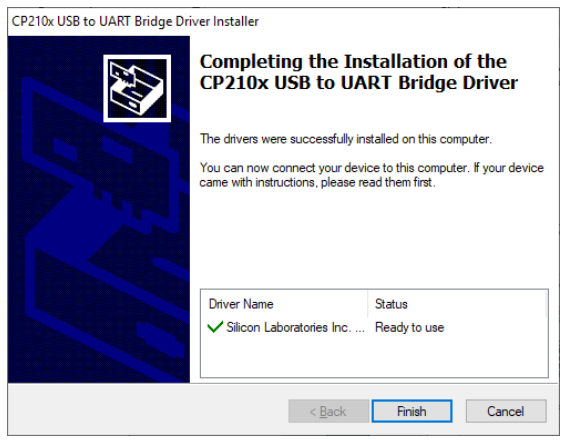 CP210x USB to UART Bridge Driver Installer
Completing the Installation of the
CP210x USB to UART Bridge Driver
The drivers were successfully installed on this computer.
You can now connect your device to this computer. If your device
came with instructions, please read them first.
Driver Name Status
Silicon Laboratories Inc. ... Ready to use
< Back Finish Cancel